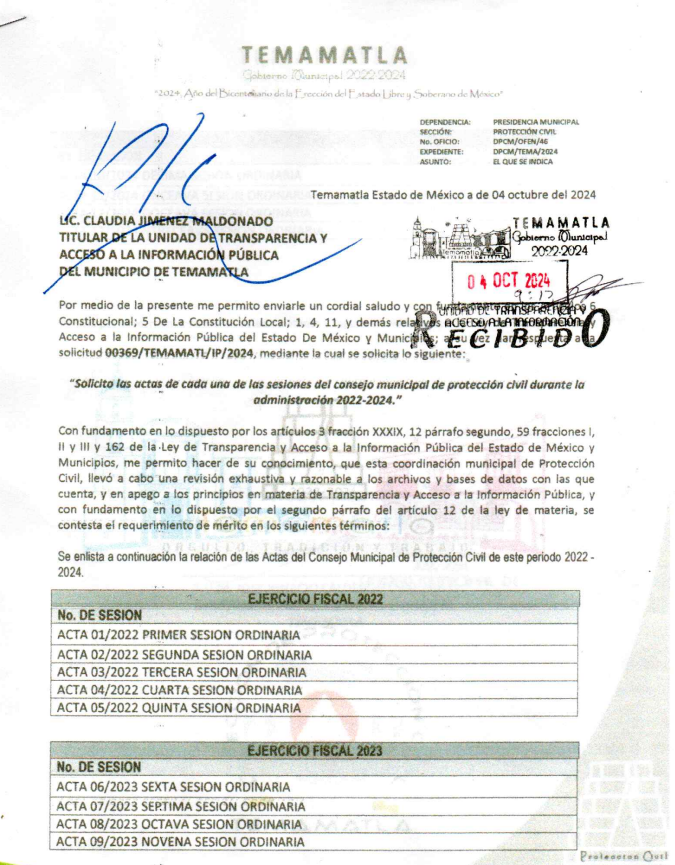 TEMAMATLA
Gobierno Municipal 2022-2024
"2024, Año del Bicentenario de la Erección del Estado Libre y Soberano de México"
DEPENDENCIA: PRESIDENCIA MUNICIPAL
SECCIÓN: PROTECCIÓN CIVIL
No. OFICIO: DPCM/OFEN/46
EXPEDIENTE: DPCM/TEMA/2024
ASUNTO: EL QUE SE INDICA
Temamatla Estado de México a de 04 octubre del 2024
LIC. CLAUDIA JIMENEZ MALDONADO
TITULAR DE LA UNIDAD DE TRANSPARENCIA Y
ACCESO A LA INFORMACIÓN PÚBLICA
DEL MUNICIPIO DE TEMAMATLA
TEMAMATLA
Gobierno Municipal
2022-2024
04 OCT 2024
UNIDAD DE TRANSPARENCIA Y
ACCESO A LA INFORMACIÓN
RECIBIDO
Por medio de la presente me permito enviarle un cordial saludo y con 6
Constitucional; 5 De La Constitución Local; 1, 4, 11, y demás
Acceso a la Información Pública del Estado De México y Municipios; a su vez dar respuesta a la
solicitud 00369/TEMAMATL/IP/2024, mediante la cual se solicita lo siguiente:
"Solicito las actas de cada una de las sesiones del consejo municipal de protección civil durante la
administración 2022-2024."
Con fundamento en lo dispuesto por los artículos 3 fracción XXXIX, 12 párrafo segundo, 59 fracciones I,
II y III y 162 de la Ley de Transparencia y Acceso a la Información Pública del Estado de México y
Municipios, me permito hacer de su conocimiento, que esta coordinación municipal de Protección
Civil, llevó a cabo una revisión exhaustiva y razonable a los archivos y bases de datos con las que
cuenta, y en apego a los principios en materia de Transparencia y Acceso a la Información Pública, y
con fundamento en lo dispuesto por el segundo párrafo del artículo 12 de la ley de materia, se
contesta el requerimiento de mérito en los siguientes términos:
ORGULLO, TRADICIÓN Y TRABAJO
Se enlista a continuación la relación de las Actas del Consejo Municipal de Protección Civil de este periodo 2022 -
2024.
EJERCICIO FISCAL 2022
No. DE SESION
ACTA 01/2022 PRIMER SESION ORDINARIA
ACTA 02/2022 SEGUNDA SESION ORDINARIA
ACTA 03/2022 TERCERA SESION ORDINARIA
ACTA 04/2022 CUARTA SESION ORDINARIA
ACTA 05/2022 QUINTA SESION ORDINARIA
EJERCICIO FISCAL 2023
No. DE SESION
ACTA 06/2023 SEXTA SESION ORDINARIA
ACTA 07/2023 SEPTIMA SESION ORDINARIA
ACTA 08/2023 OCTAVA SESION ORDINARIA
ACTA 09/2023 NOVENA SESION ORDINARIA
Protección Civil